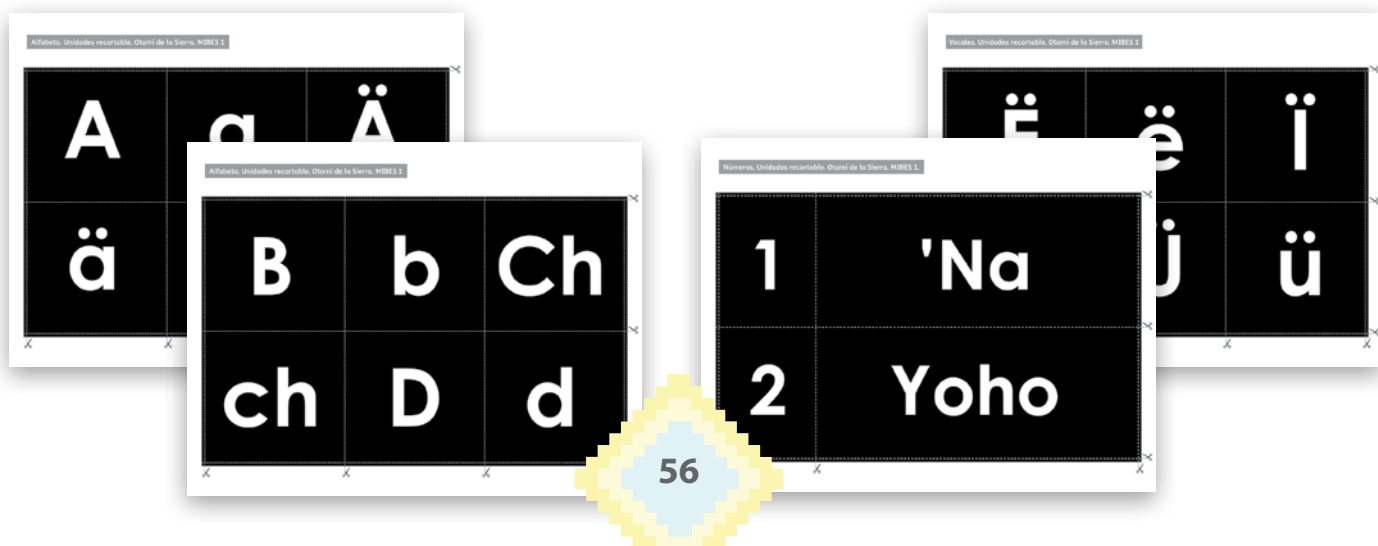 Alfabeto. Unidades recortable. Otomí de la Sierra. MIBES 1
A a Ä
ä
Alfabeto. Unidades recortable. Otomí de la Sierra. MIBES 1
B b Ch
ch D d
Números. Unidades recortable. Otomí de la Sierra. MIBES 1.
1 'Na
2 Yoho
Vocales. Unidades recortable. Otomí de la Sierra. MIBES 1
Ë ë Ï
Ü ü
56